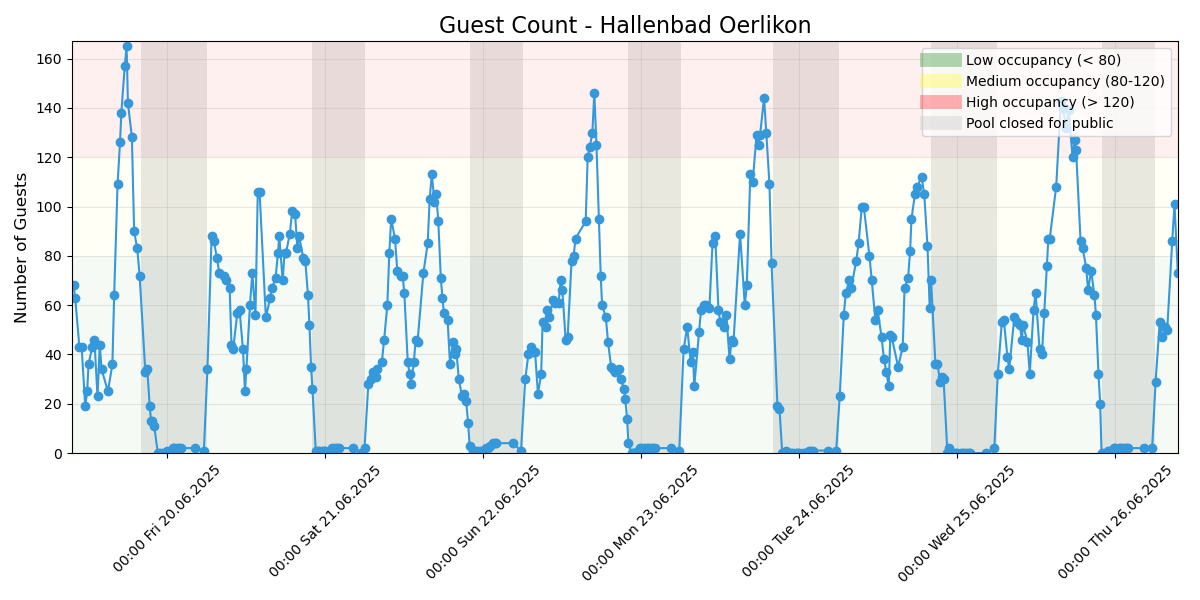 Guest Count - Hallenbad Oerlikon
Number of Guests
160
140
120
100
80
60
40
20
0
Low occupancy (< 80)
Medium occupancy (80-120)
High occupancy (> 120)
Pool closed for public
00:00 Fri 20.06.2025
00:00 Sat 21.06.2025
00:00 Sun 22.06.2025
00:00 Mon 23.06.2025
00:00 Tue 24.06.2025
00:00 Wed 25.06.2025
00:00 Thu 26.06.2025